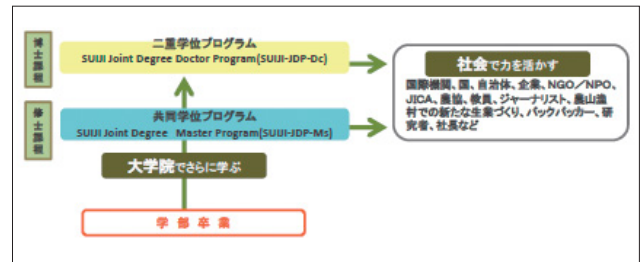 博士課程
二重学位プログラム
SUIJI Joint Degree Doctor Program(SUIJI-JDP-Dc)
修士課程
共同学位プログラム
SUIJI Joint Degree Master Program(SUIJI-JDP-Ms)
大学院でさらに学ぶ
学部卒業
社会で力を活かす
国際機関、国、自治体、企業、NGO／NPO、
JICA、農協、教員、ジャーナリスト、農山漁
村での新たな生業づくり、バックパッカー、研
究者、社長など